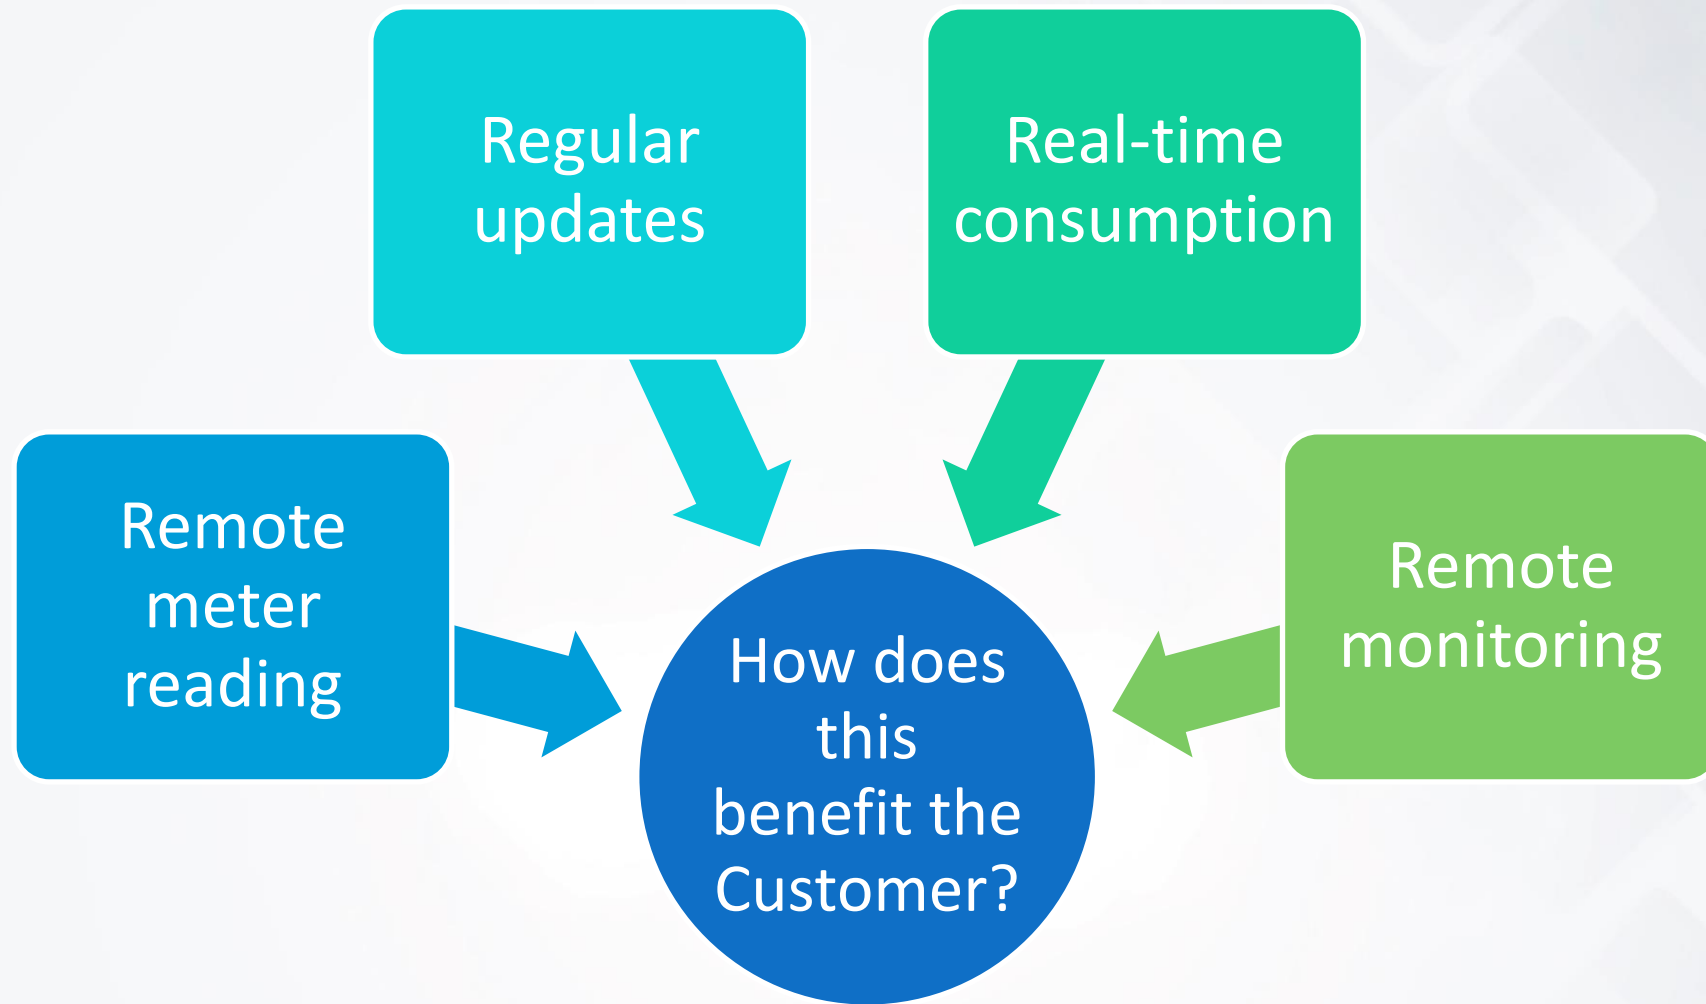 Regular
updates
Real-time
consumption
Remote
meter
reading
Remote
monitoring
How does
this
benefit the
Customer?